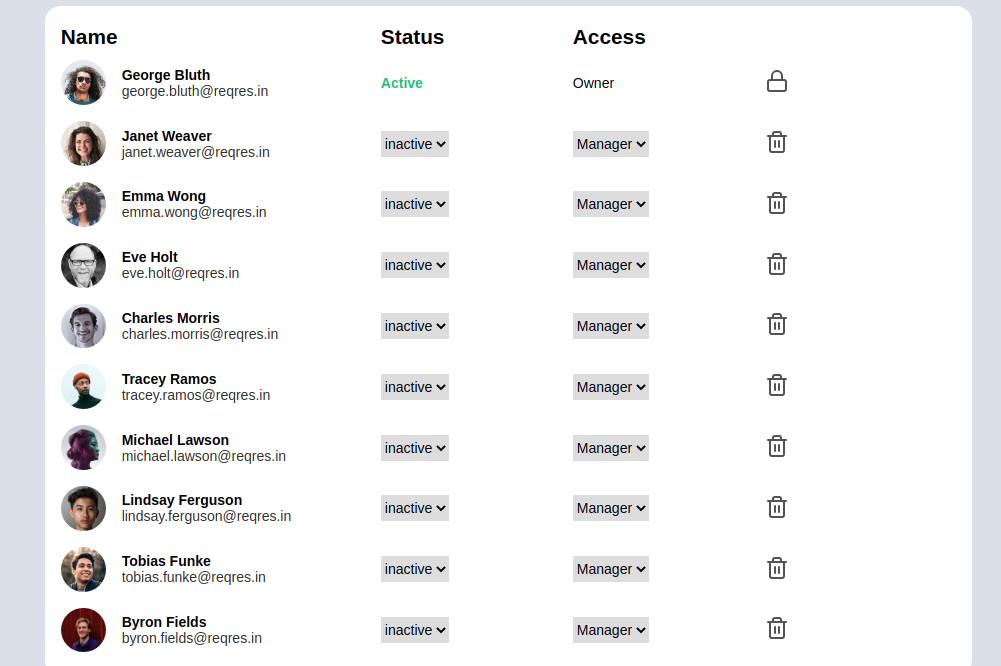 Name Status Access
George Bluth
george.bluth@reqres.in
Active
Owner
Janet Weaver
janet.weaver@reqres.in
inactive
Manager
Emma Wong
emma.wong@reqres.in
inactive
Manager
Eve Holt
eve.holt@reqres.in
inactive
Manager
Charles Morris
charles.morris@reqres.in
inactive
Manager
Tracey Ramos
tracey.ramos@reqres.in
inactive
Manager
Michael Lawson
michael.lawson@reqres.in
inactive
Manager
Lindsay Ferguson
lindsay.ferguson@reqres.in
inactive
Manager
Tobias Funke
tobias.funke@reqres.in
inactive
Manager
Byron Fields
byron.fields@reqres.in
inactive
Manager